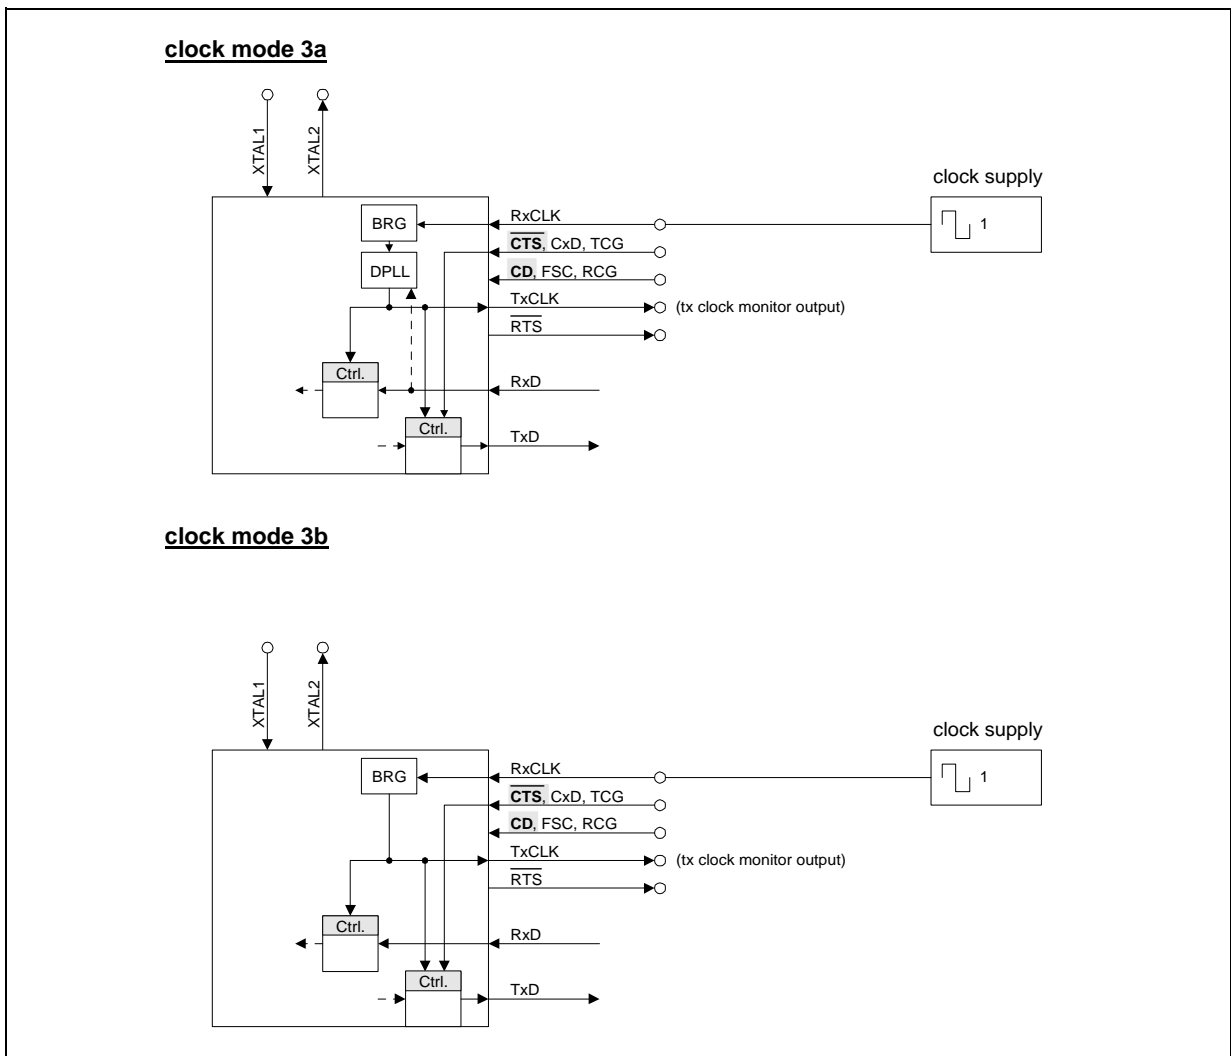 clock mode 3a
XTAL1
XTAL2
clock supply
BRG
RxCLK
1
CTS, CxD, TCG
DPLL
CD, FSC, RCG
TxCLK
(tx clock monitor output)
RTS
Ctrl.
RxD
Ctrl.
TxD
clock mode 3b
XTAL1
XTAL2
clock supply
BRG
RxCLK
1
CTS, CxD, TCG
CD, FSC, RCG
TxCLK
(tx clock monitor output)
RTS
Ctrl.
RxD
Ctrl.
TxD